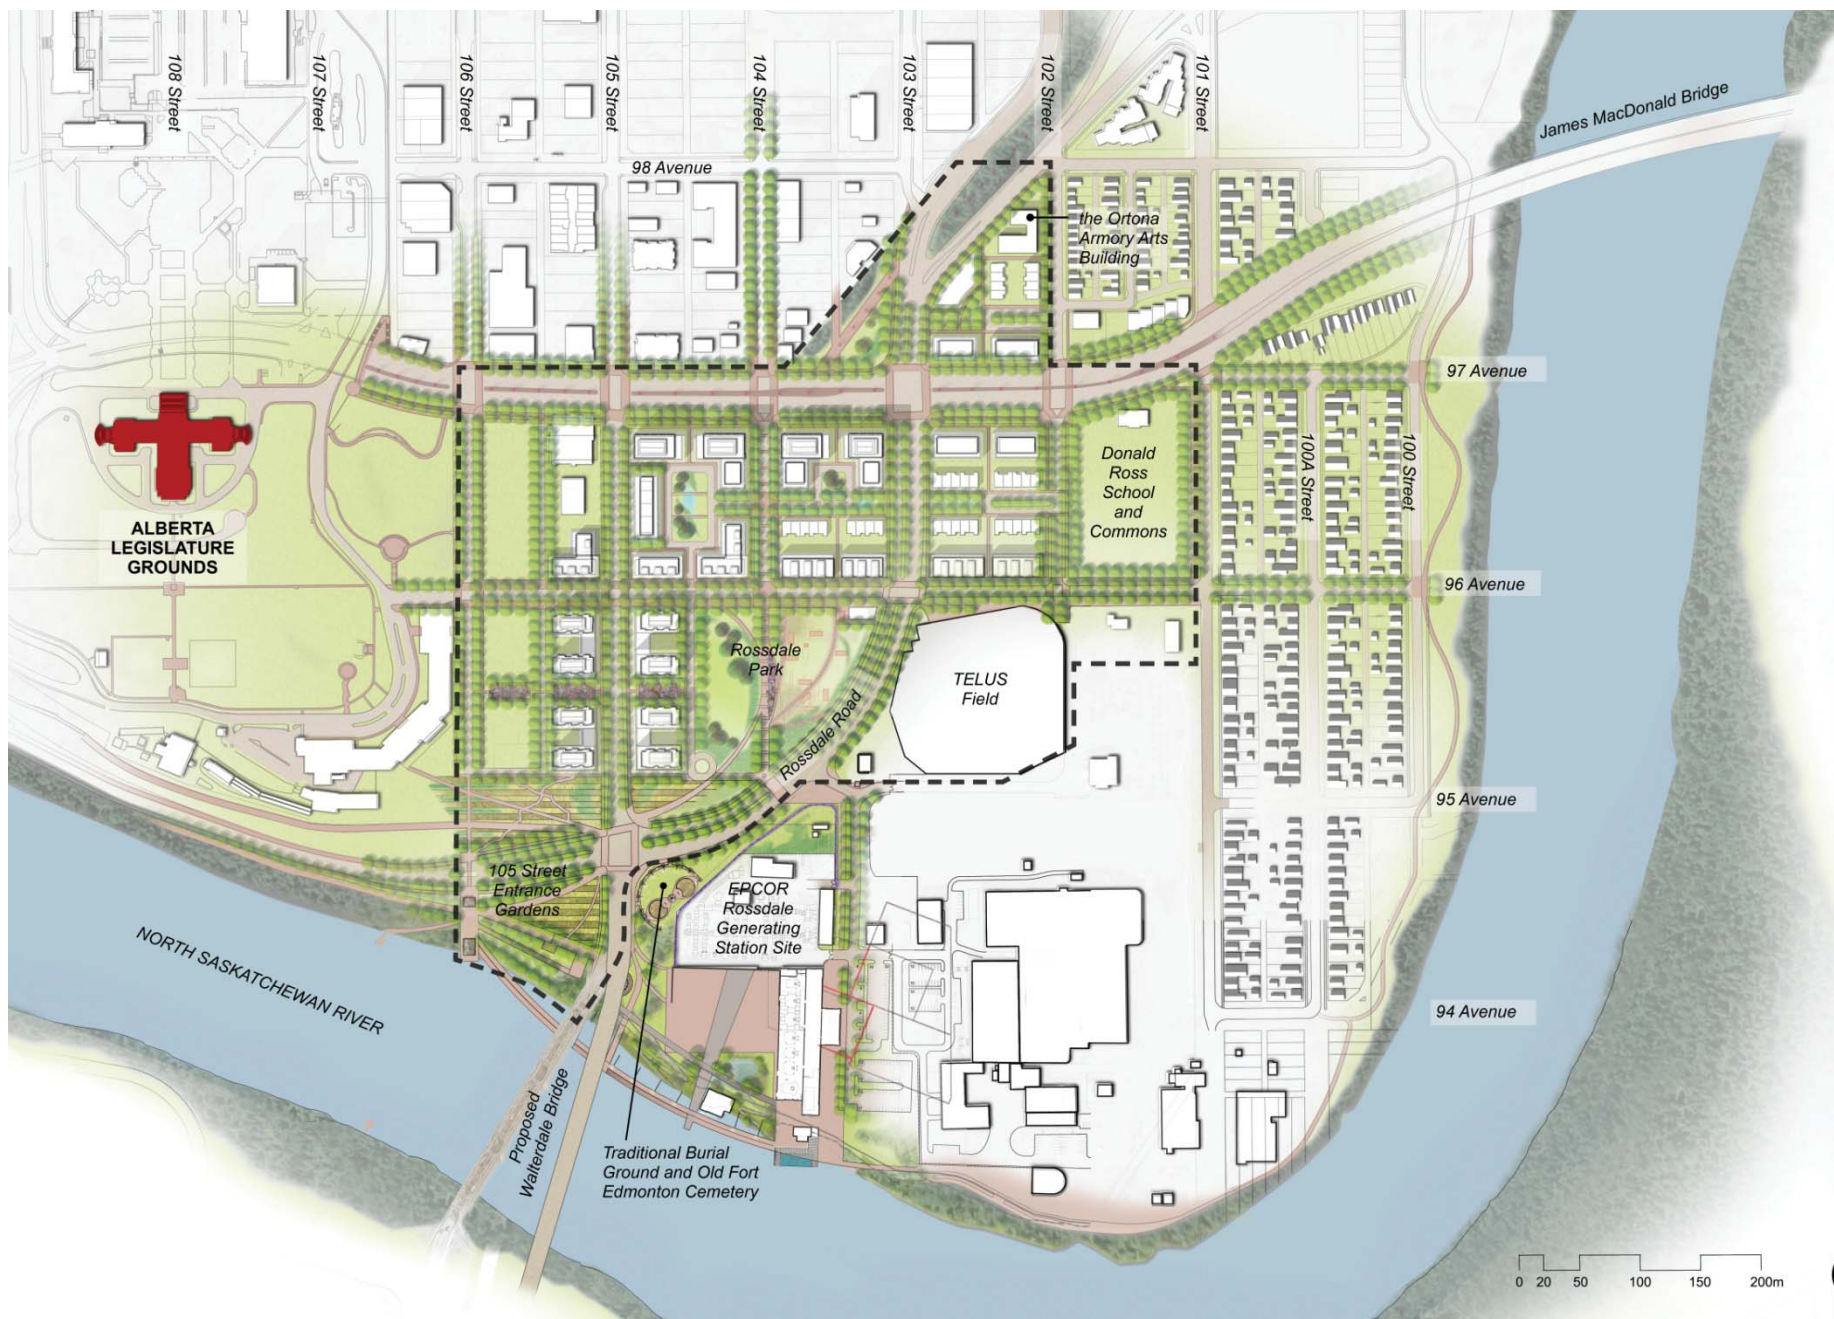 108 Street
107 Street
106 Street
105 Street
104 Street
103 Street
102 Street
101 Street
James MacDonald Bridge
98 Avenue
the Ortona
Armory Arts
Building
97 Avenue
ALBERTA
LEGISLATURE
GROUNDS
Donald
Ross
School
and
Commons
100A Street
100 Street
96 Avenue
Rossdale
Park
TELUS
Field
Rossdale Road
95 Avenue
105 Street
Entrance
Gardens
EPCOR
Rossdale
Generating
Station Site
NORTH SASKATCHEWAN RIVER
94 Avenue
Proposed
Walterdale Bridge
Traditional Burial
Ground and Old Fort
Edmonton Cemetery
0 20 50 100 150 200m